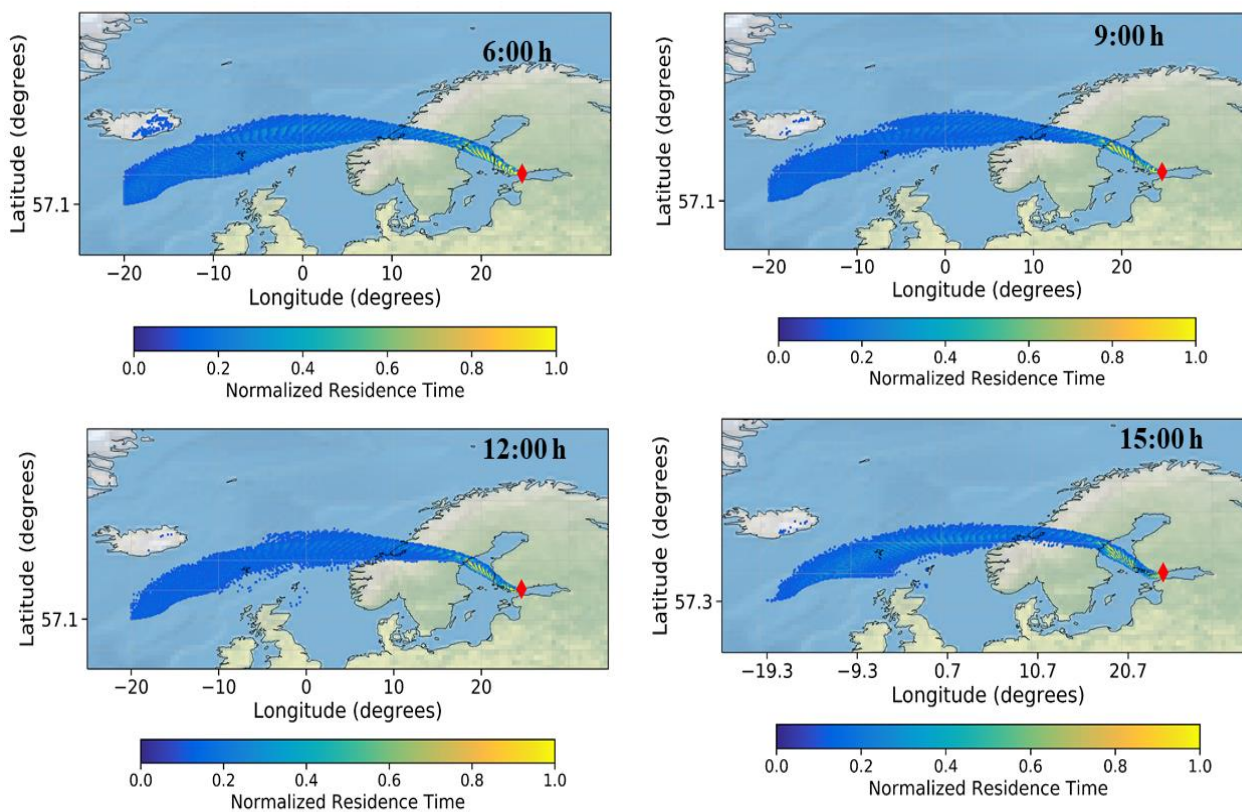 6:00 h
Latitude (degrees)
57.1
−20 −10 0 10 20
Longitude (degrees)
0.0 0.2 0.4 0.6 0.8 1.0
Normalized Residence Time
9:00 h
Latitude (degrees)
57.1
−20 −10 0 10 20
Longitude (degrees)
0.0 0.2 0.4 0.6 0.8 1.0
Normalized Residence Time
12:00 h
Latitude (degrees)
57.1
−20 −10 0 10 20
Longitude (degrees)
0.0 0.2 0.4 0.6 0.8 1.0
Normalized Residence Time
15:00 h
Latitude (degrees)
57.3
−19.3 −9.3 0.7 10.7 20.7
Longitude (degrees)
0.0 0.2 0.4 0.6 0.8 1.0
Normalized Residence Time